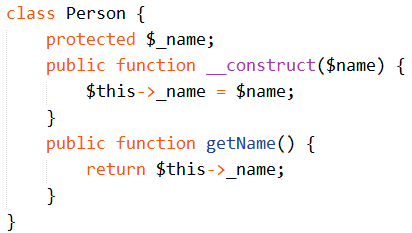 class Person {
    protected $_name;
    public function __construct($name) {
        $this->_name = $name;
    }
    public function getName() {
        return $this->_name;
    }
}